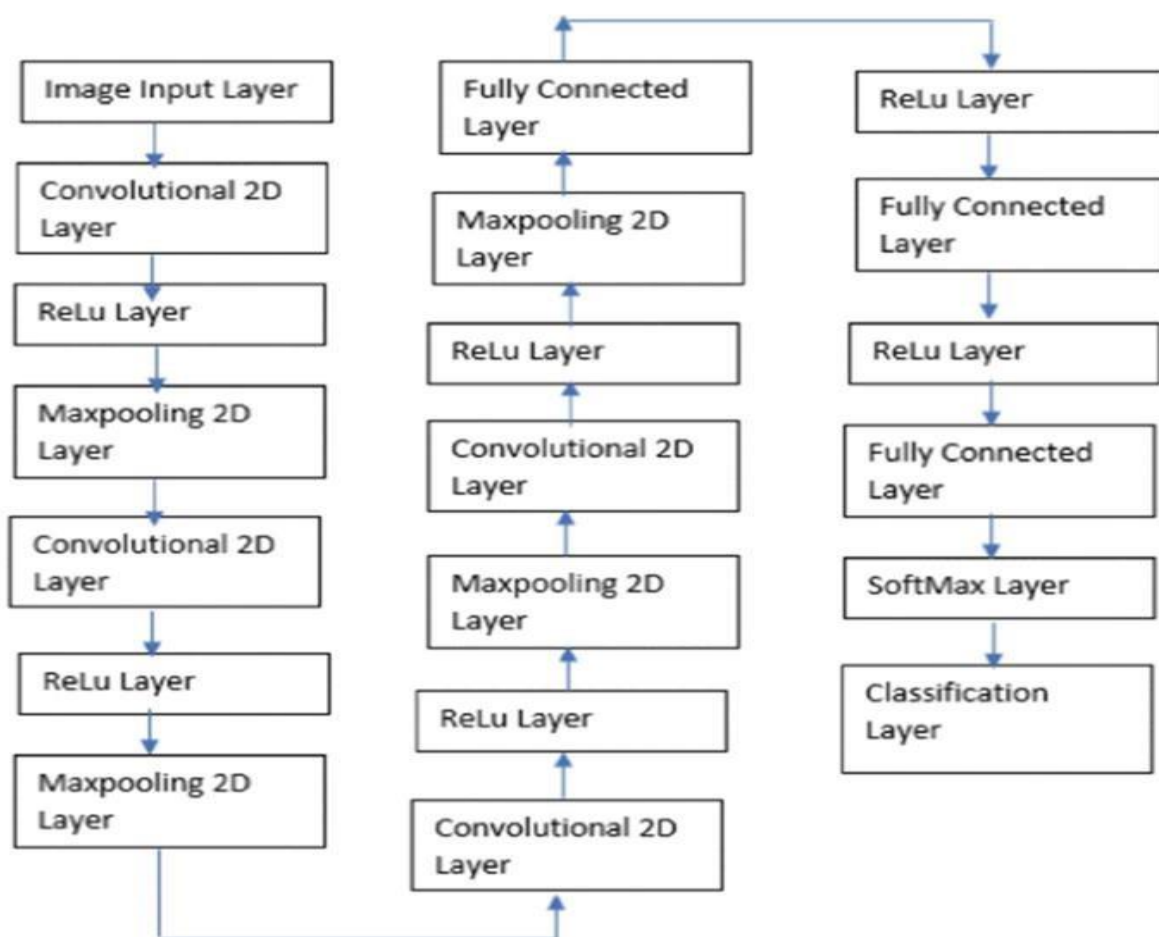 Image Input Layer
Convolutional 2D
Layer
ReLu Layer
Maxpooling 2D
Layer
Convolutional 2D
Layer
ReLu Layer
Maxpooling 2D
Layer
Convolutional 2D
Layer
ReLu Layer
Maxpooling 2D
Layer
Convolutional 2D
Layer
ReLu Layer
Maxpooling 2D
Layer
Fully Connected
Layer
ReLu Layer
Fully Connected
Layer
ReLu Layer
Fully Connected
Layer
SoftMax Layer
Classification
Layer